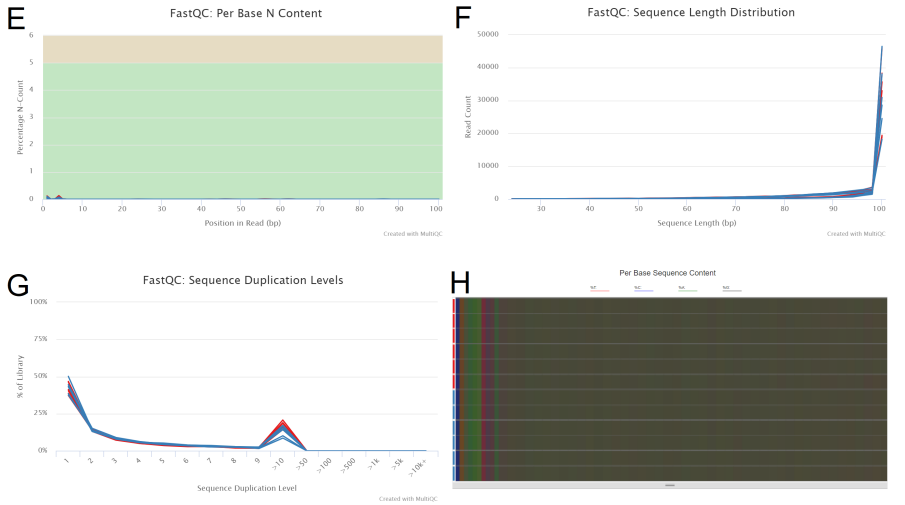 E
FastQC: Per Base N Content
6
5
4
3
2
1
0
Percentage N-Count
0 10 20 30 40 50 60 70 80 90 100
Position in Read (bp)
Created with MultiQC
F
FastQC: Sequence Length Distribution
50000
40000
30000
20000
10000
0
Read Count
30 40 50 60 70 80 90 100
Sequence Length (bp)
Created with MultiQC
G
FastQC: Sequence Duplication Levels
100%
75%
50%
25%
0%
% of Library
1 2 3 4 5 6 7 8 9 >10 >50 >100 >500 >1k >5k >10k+
Sequence Duplication Level
Created with MultiQC
H
Per Base Sequence Content
%T: %C: %A: %G: